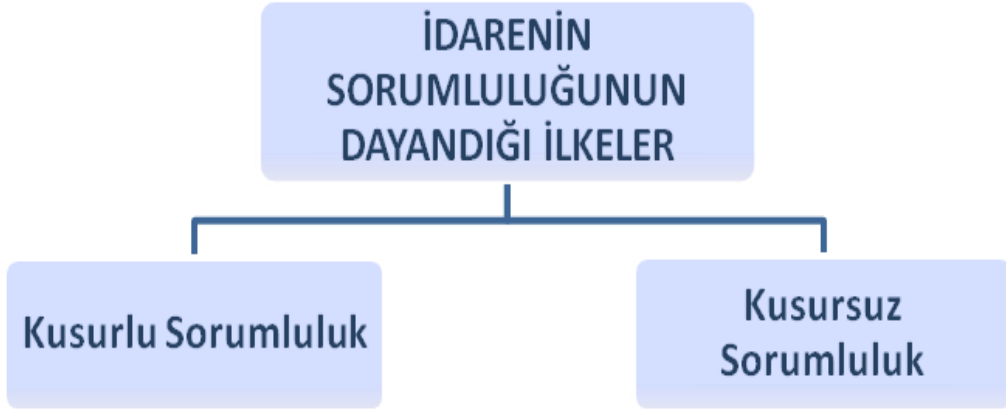 İDARENİN
SORUMLULUĞUNUN
DAYANDIĞI İLKELER
Kusurlu Sorumluluk
Kusursuz
Sorumluluk